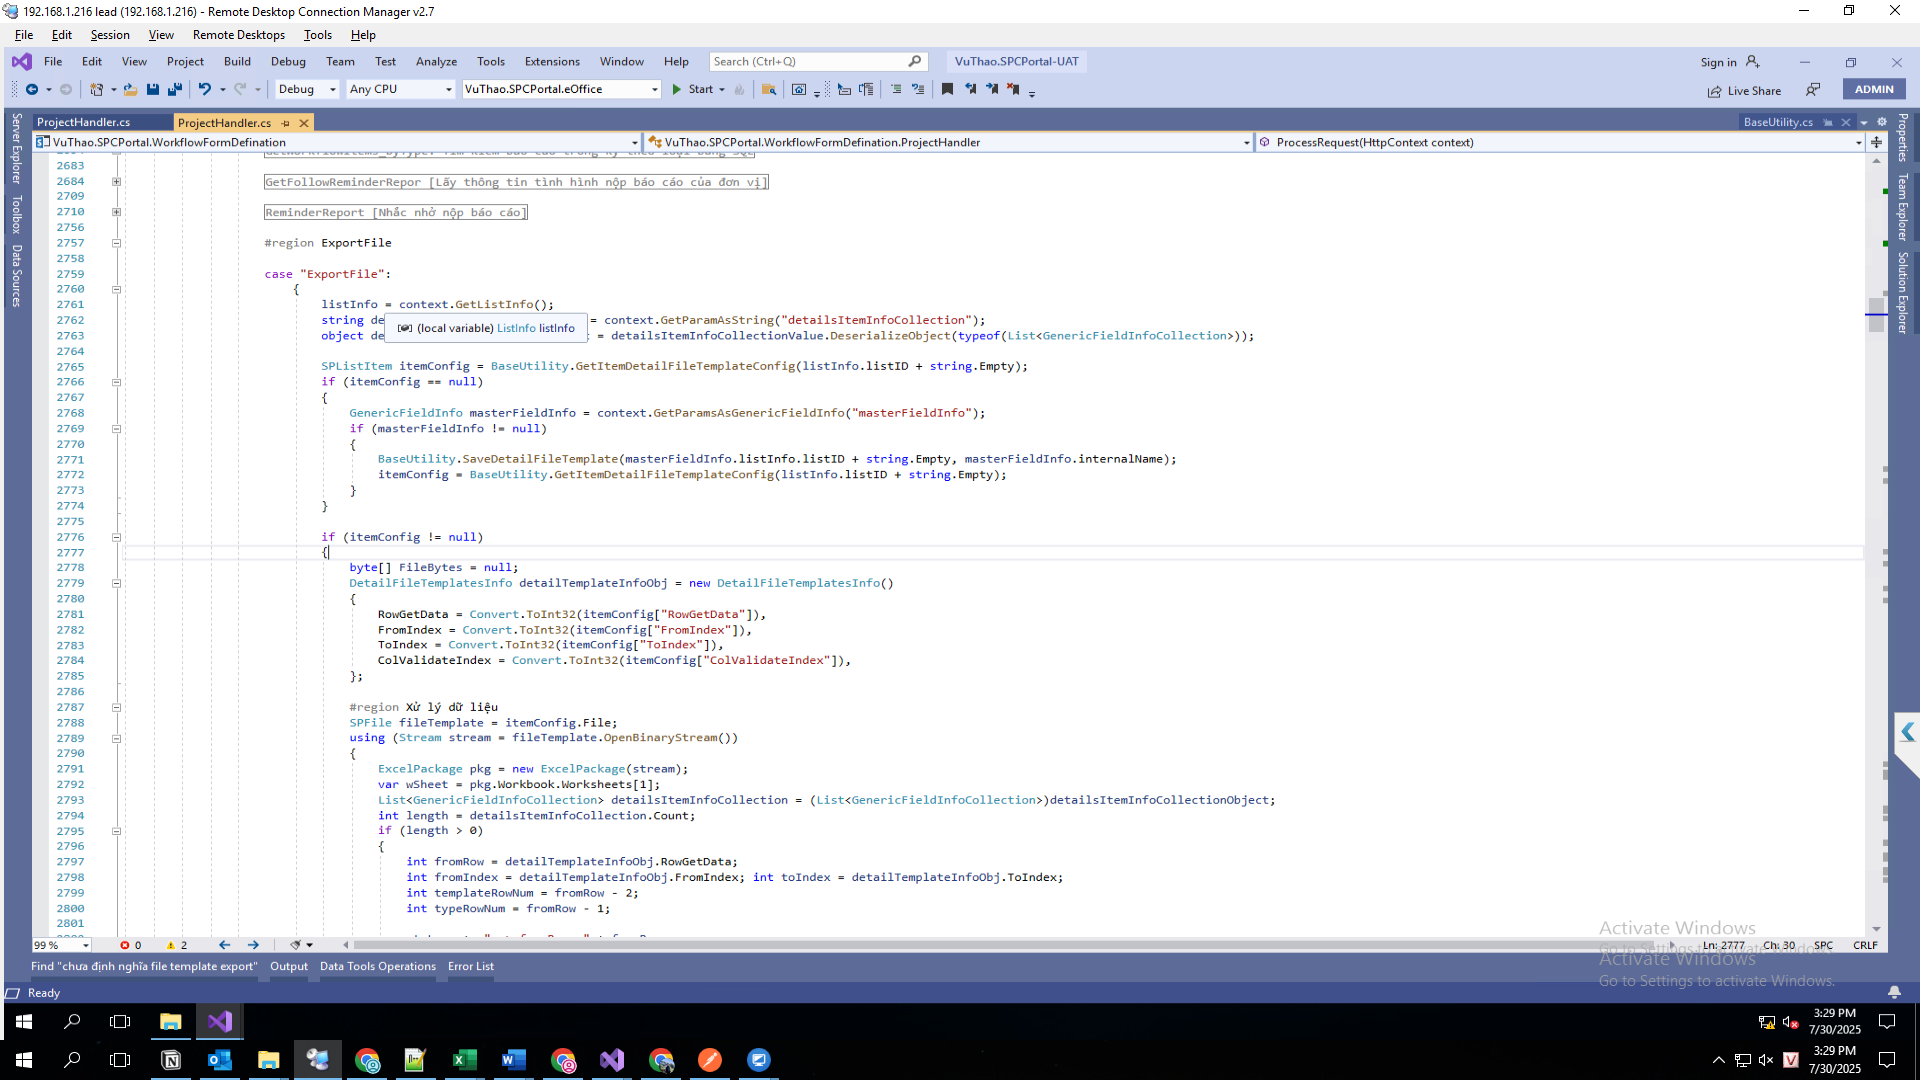 192.168.1.216 lead (192.168.1.216) - Remote Desktop Connection Manager v2.7
File Edit Session View Remote Desktops Tools Help
File Edit View Project Build Debug Team Test Analyze Tools Extensions Window Help Search (Ctrl+Q) VuThao.SPCPortal-UAT Sign in
Debug Any CPU VuThao.SPCPortal.eOffice Start Live Share ADMIN
ProjectHandler.cs ProjectHandler.cs BaseUtility.cs
VuThao.SPCPortal.WorkflowFormDefination VuThao.SPCPortal.WorkflowFormDefination.ProjectHandler ProcessRequest(HttpContext context)
Server Explorer
Toolbox
Data Sources
Properties
Team Explorer
Solution Explorer
2683
2684 GetFollowReminderRepor [Lấy thông tin tình hình nộp báo cáo của đơn vị]
2709
2710 ReminderReport [Nhắc nhở nộp báo cáo]
2756
2757 #region ExportFile
2758
2759 case "ExportFile":
2760 {
2761 listInfo = context.GetListInfo();
2762 string de = context.GetParamAsString("detailsItemInfoCollection");
(local variable) ListInfo listInfo
2763 object de = detailsItemInfoCollectionValue.DeserializeObject(typeof(List<GenericFieldInfoCollection>));
2764
2765 SPListItem itemConfig = BaseUtility.GetItemDetailFileTemplateConfig(listInfo.listID + string.Empty);
2766 if (itemConfig == null)
2767 {
2768 GenericFieldInfo masterFieldInfo = context.GetParamsAsGenericFieldInfo("masterFieldInfo");
2769 if (masterFieldInfo != null)
2770 {
2771 BaseUtility.SaveDetailFileTemplate(masterFieldInfo.listInfo.listID + string.Empty, masterFieldInfo.internalName);
2772 itemConfig = BaseUtility.GetItemDetailFileTemplateConfig(listInfo.listID + string.Empty);
2773 }
2774 }
2775
2776 if (itemConfig != null)
2777 {
2778 byte[] FileBytes = null;
2779 DetailFileTemplatesInfo detailTemplateInfoObj = new DetailFileTemplatesInfo()
2780 {
2781 RowGetData = Convert.ToInt32(itemConfig["RowGetData"]),
2782 FromIndex = Convert.ToInt32(itemConfig["FromIndex"]),
2783 ToIndex = Convert.ToInt32(itemConfig["ToIndex"]),
2784 ColValidateIndex = Convert.ToInt32(itemConfig["ColValidateIndex"]),
2785 };
2786
2787 #region Xử lý dữ liệu
2788 SPFile fileTemplate = itemConfig.File;
2789 using (Stream stream = fileTemplate.OpenBinaryStream())
2790 {
2791 ExcelPackage pkg = new ExcelPackage(stream);
2792 var wSheet = pkg.Workbook.Worksheets[1];
2793 List<GenericFieldInfoCollection> detailsItemInfoCollection = (List<GenericFieldInfoCollection>)detailsItemInfoCollectionObject;
2794 int length = detailsItemInfoCollection.Count;
2795 if (length > 0)
2796 {
2797 int fromRow = detailTemplateInfoObj.RowGetData;
2798 int fromIndex = detailTemplateInfoObj.FromIndex; int toIndex = detailTemplateInfoObj.ToIndex;
2799 int templateRowNum = fromRow - 2;
2800 int typeRowNum = fromRow - 1;
2801
99 % 0 2 Ln: 2777 Ch: 30 SPC CRLF
Activate Windows
Activate Windows
Go to Settings to activate Windows.
Find "chưa định nghĩa file template export" Output Data Tools Operations Error List
Ready
3:29 PM
7/30/2025
3:29 PM
7/30/2025